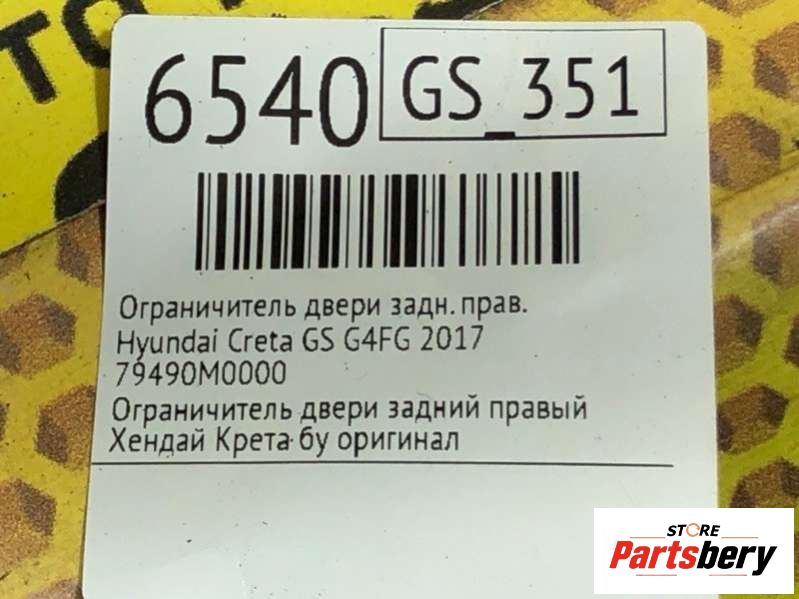 6540 GS_351
Ограничитель двери задн. прав.
Hyundai Creta GS G4FG 2017
79490M0000
Ограничитель двери задний правый
Хендай Крета бу оригинал
STORE
Partsbery